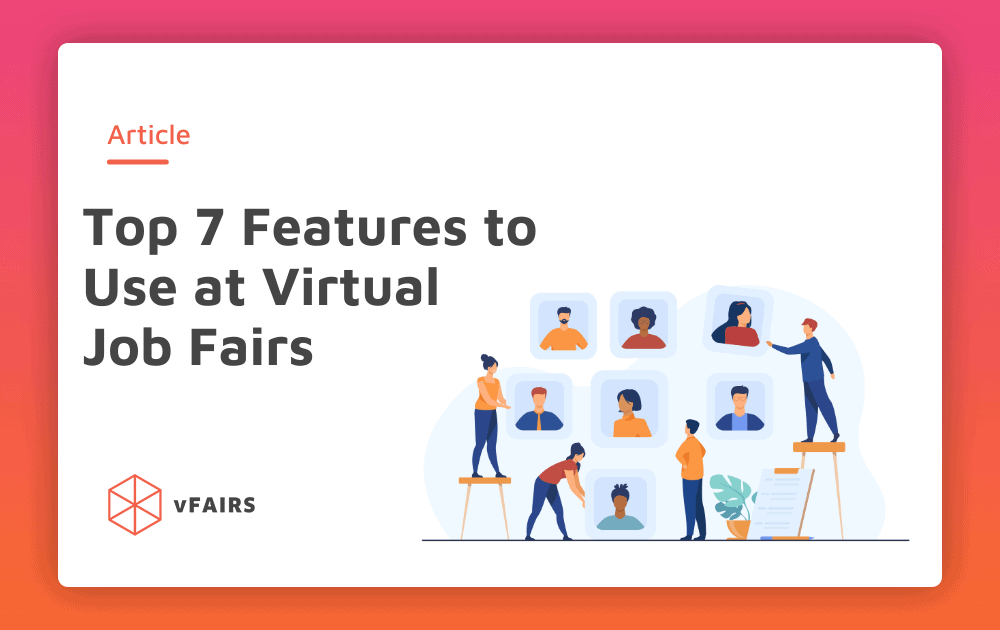 Article
Top 7 Features to
Use at Virtual
Job Fairs
vFAIRS